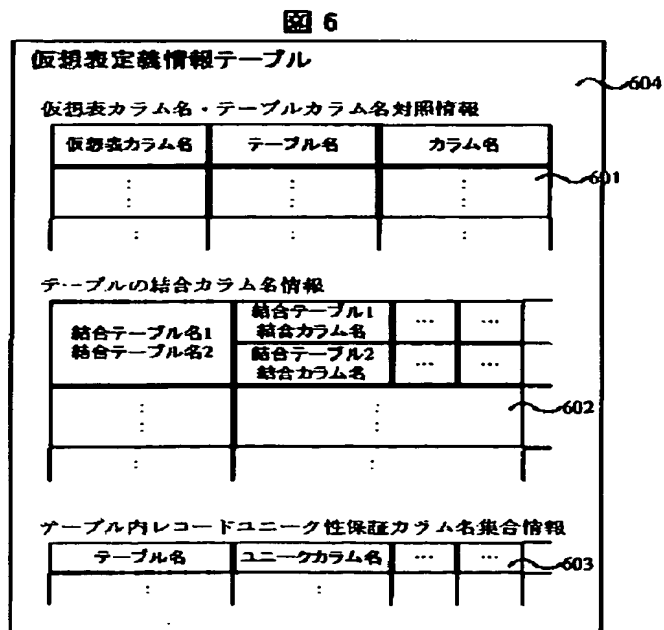 図 6
仮想表定義情報テーブル
604
仮想表カラム名・テーブルカラム名対照情報
仮想表カラム名 テーブル名 カラム名
601
⋮ ⋮ ⋮
⋮ ⋮ ⋮
テーブルの結合カラム名情報
結合テーブル名1
結合テーブル名2
結合テーブル1
結合カラム名
… …
結合テーブル2
結合カラム名
… …
602
⋮ ⋮
⋮ ⋮
テーブル内レコードユニーク性保証カラム名集合情報
テーブル名 ユニークカラム名 … …
603
⋮ ⋮